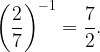 (2/7)^{-1} = 7/2.